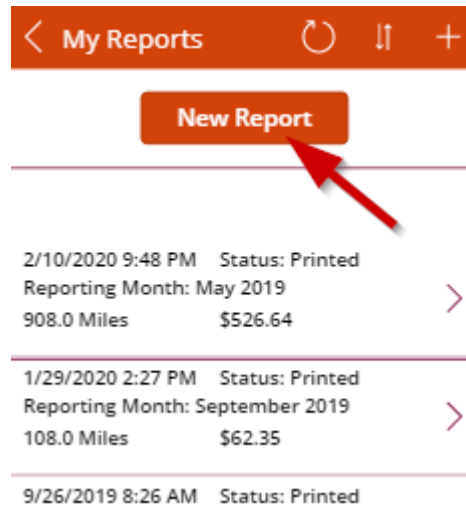 My Reports
New Report
2/10/2020 9:48 PM Status: Printed
Reporting Month: May 2019
908.0 Miles $526.64
1/29/2020 2:27 PM Status: Printed
Reporting Month: September 2019
108.0 Miles $62.35
9/26/2019 8:26 AM Status: Printed